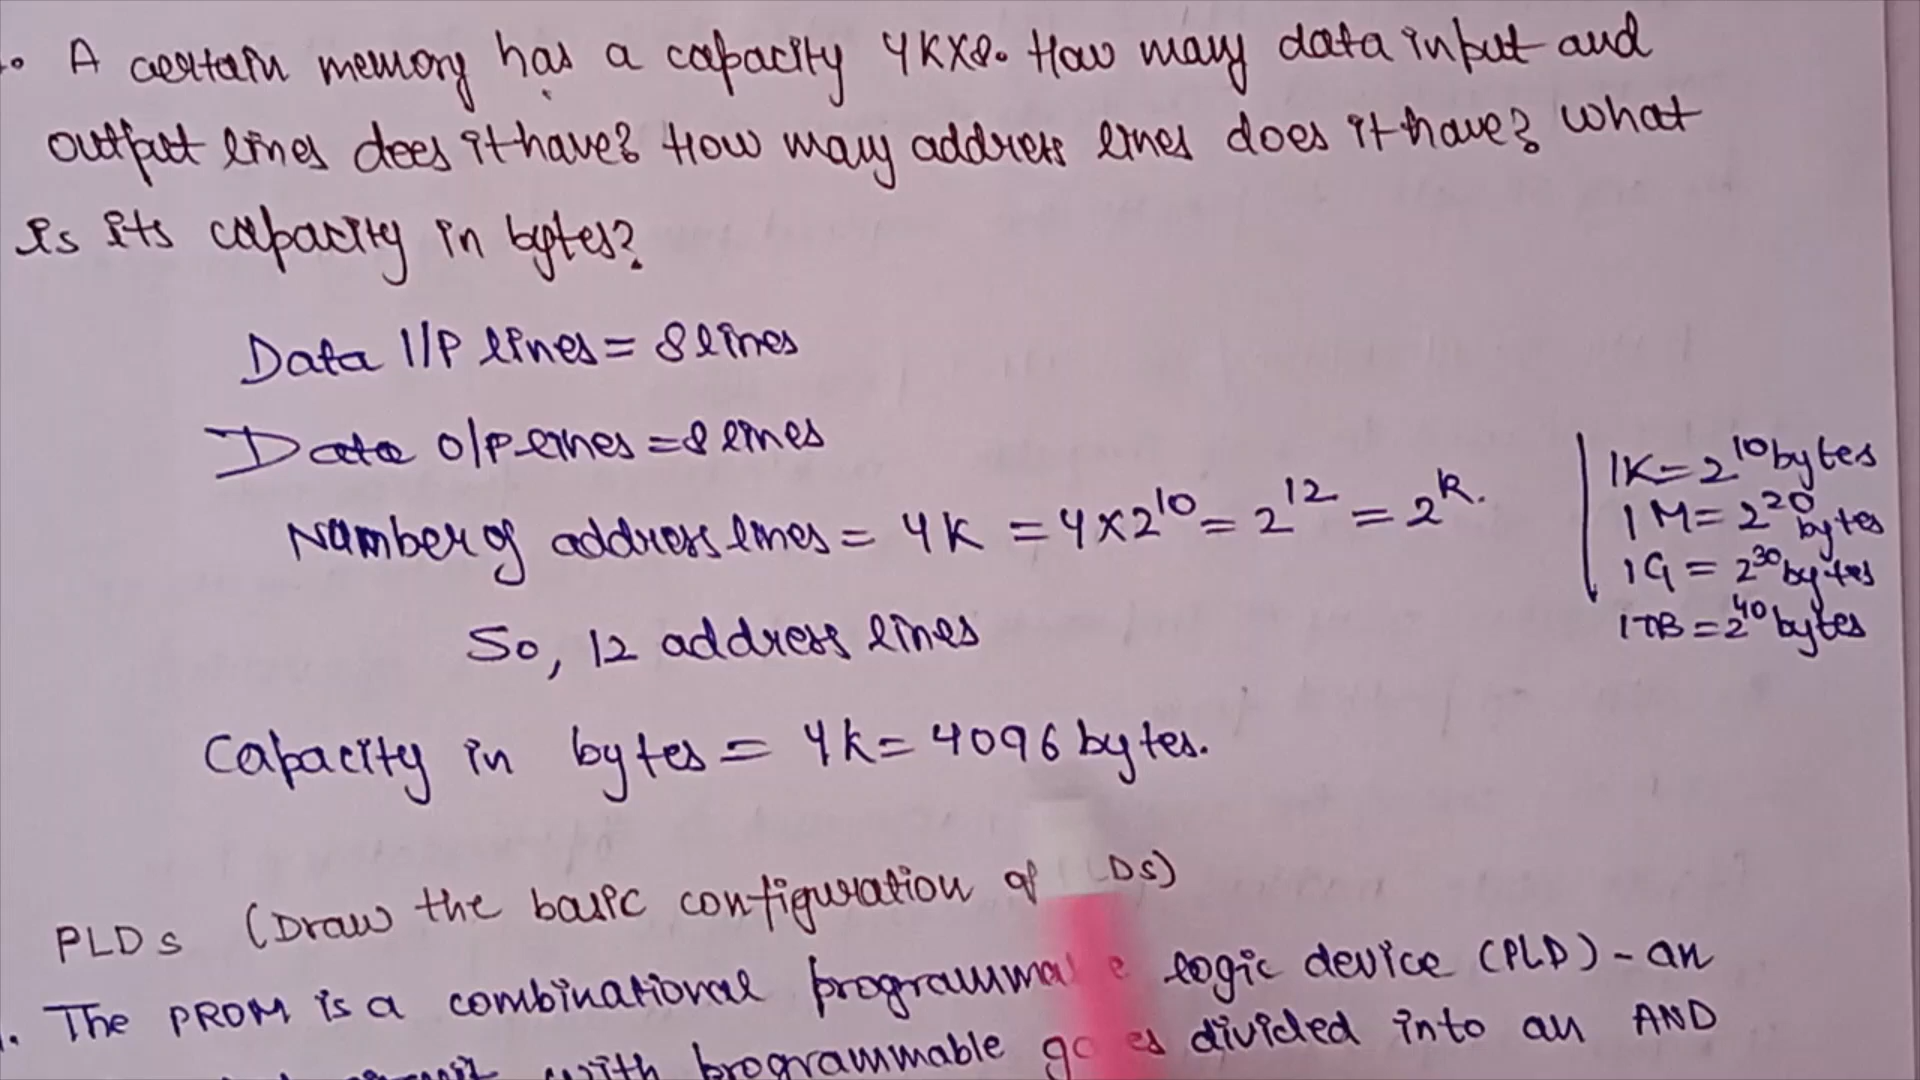 A certain memory has a capacity 4K×8. How many data input and
output lines does it have? How many address lines does it have? What
is its capacity in bytes?
Data I/P lines = 8 lines
Data O/P lines = 8 lines
Number of address lines = 4K = 4×2^10 = 2^12 = 2^k.
1K = 2^10 bytes
1M = 2^20 bytes
1G = 2^30 bytes
1TB = 2^40 bytes
So, 12 address lines
Capacity in bytes = 4K = 4096 bytes.
PLDs (Draw the basic configuration of LDs)
The PROM is a combinational programma e logic device (PLD) - an
with programmable divided into an AND